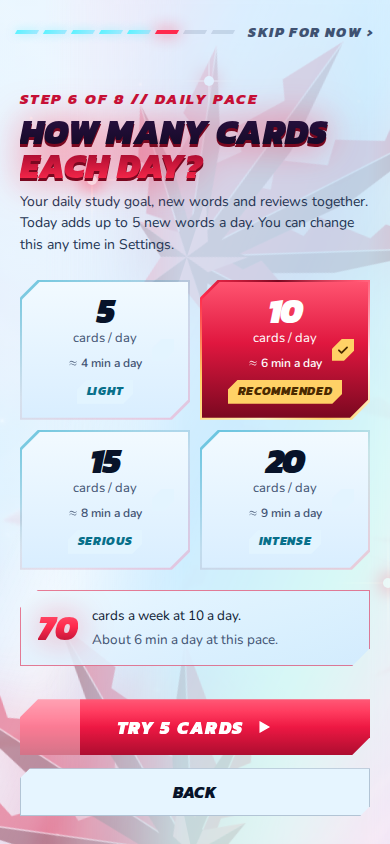 SKIP FOR NOW >
STEP 6 OF 8 // DAILY PACE
HOW MANY CARDS
EACH DAY?
Your daily study goal, new words and reviews together.
Today adds up to 5 new words a day. You can change
this any time in Settings.
5
cards / day
≈ 4 min a day
LIGHT
10
cards / day
≈ 6 min a day
RECOMMENDED
15
cards / day
≈ 8 min a day
SERIOUS
20
cards / day
≈ 9 min a day
INTENSE
70
cards a week at 10 a day.
About 6 min a day at this pace.
TRY 5 CARDS
BACK